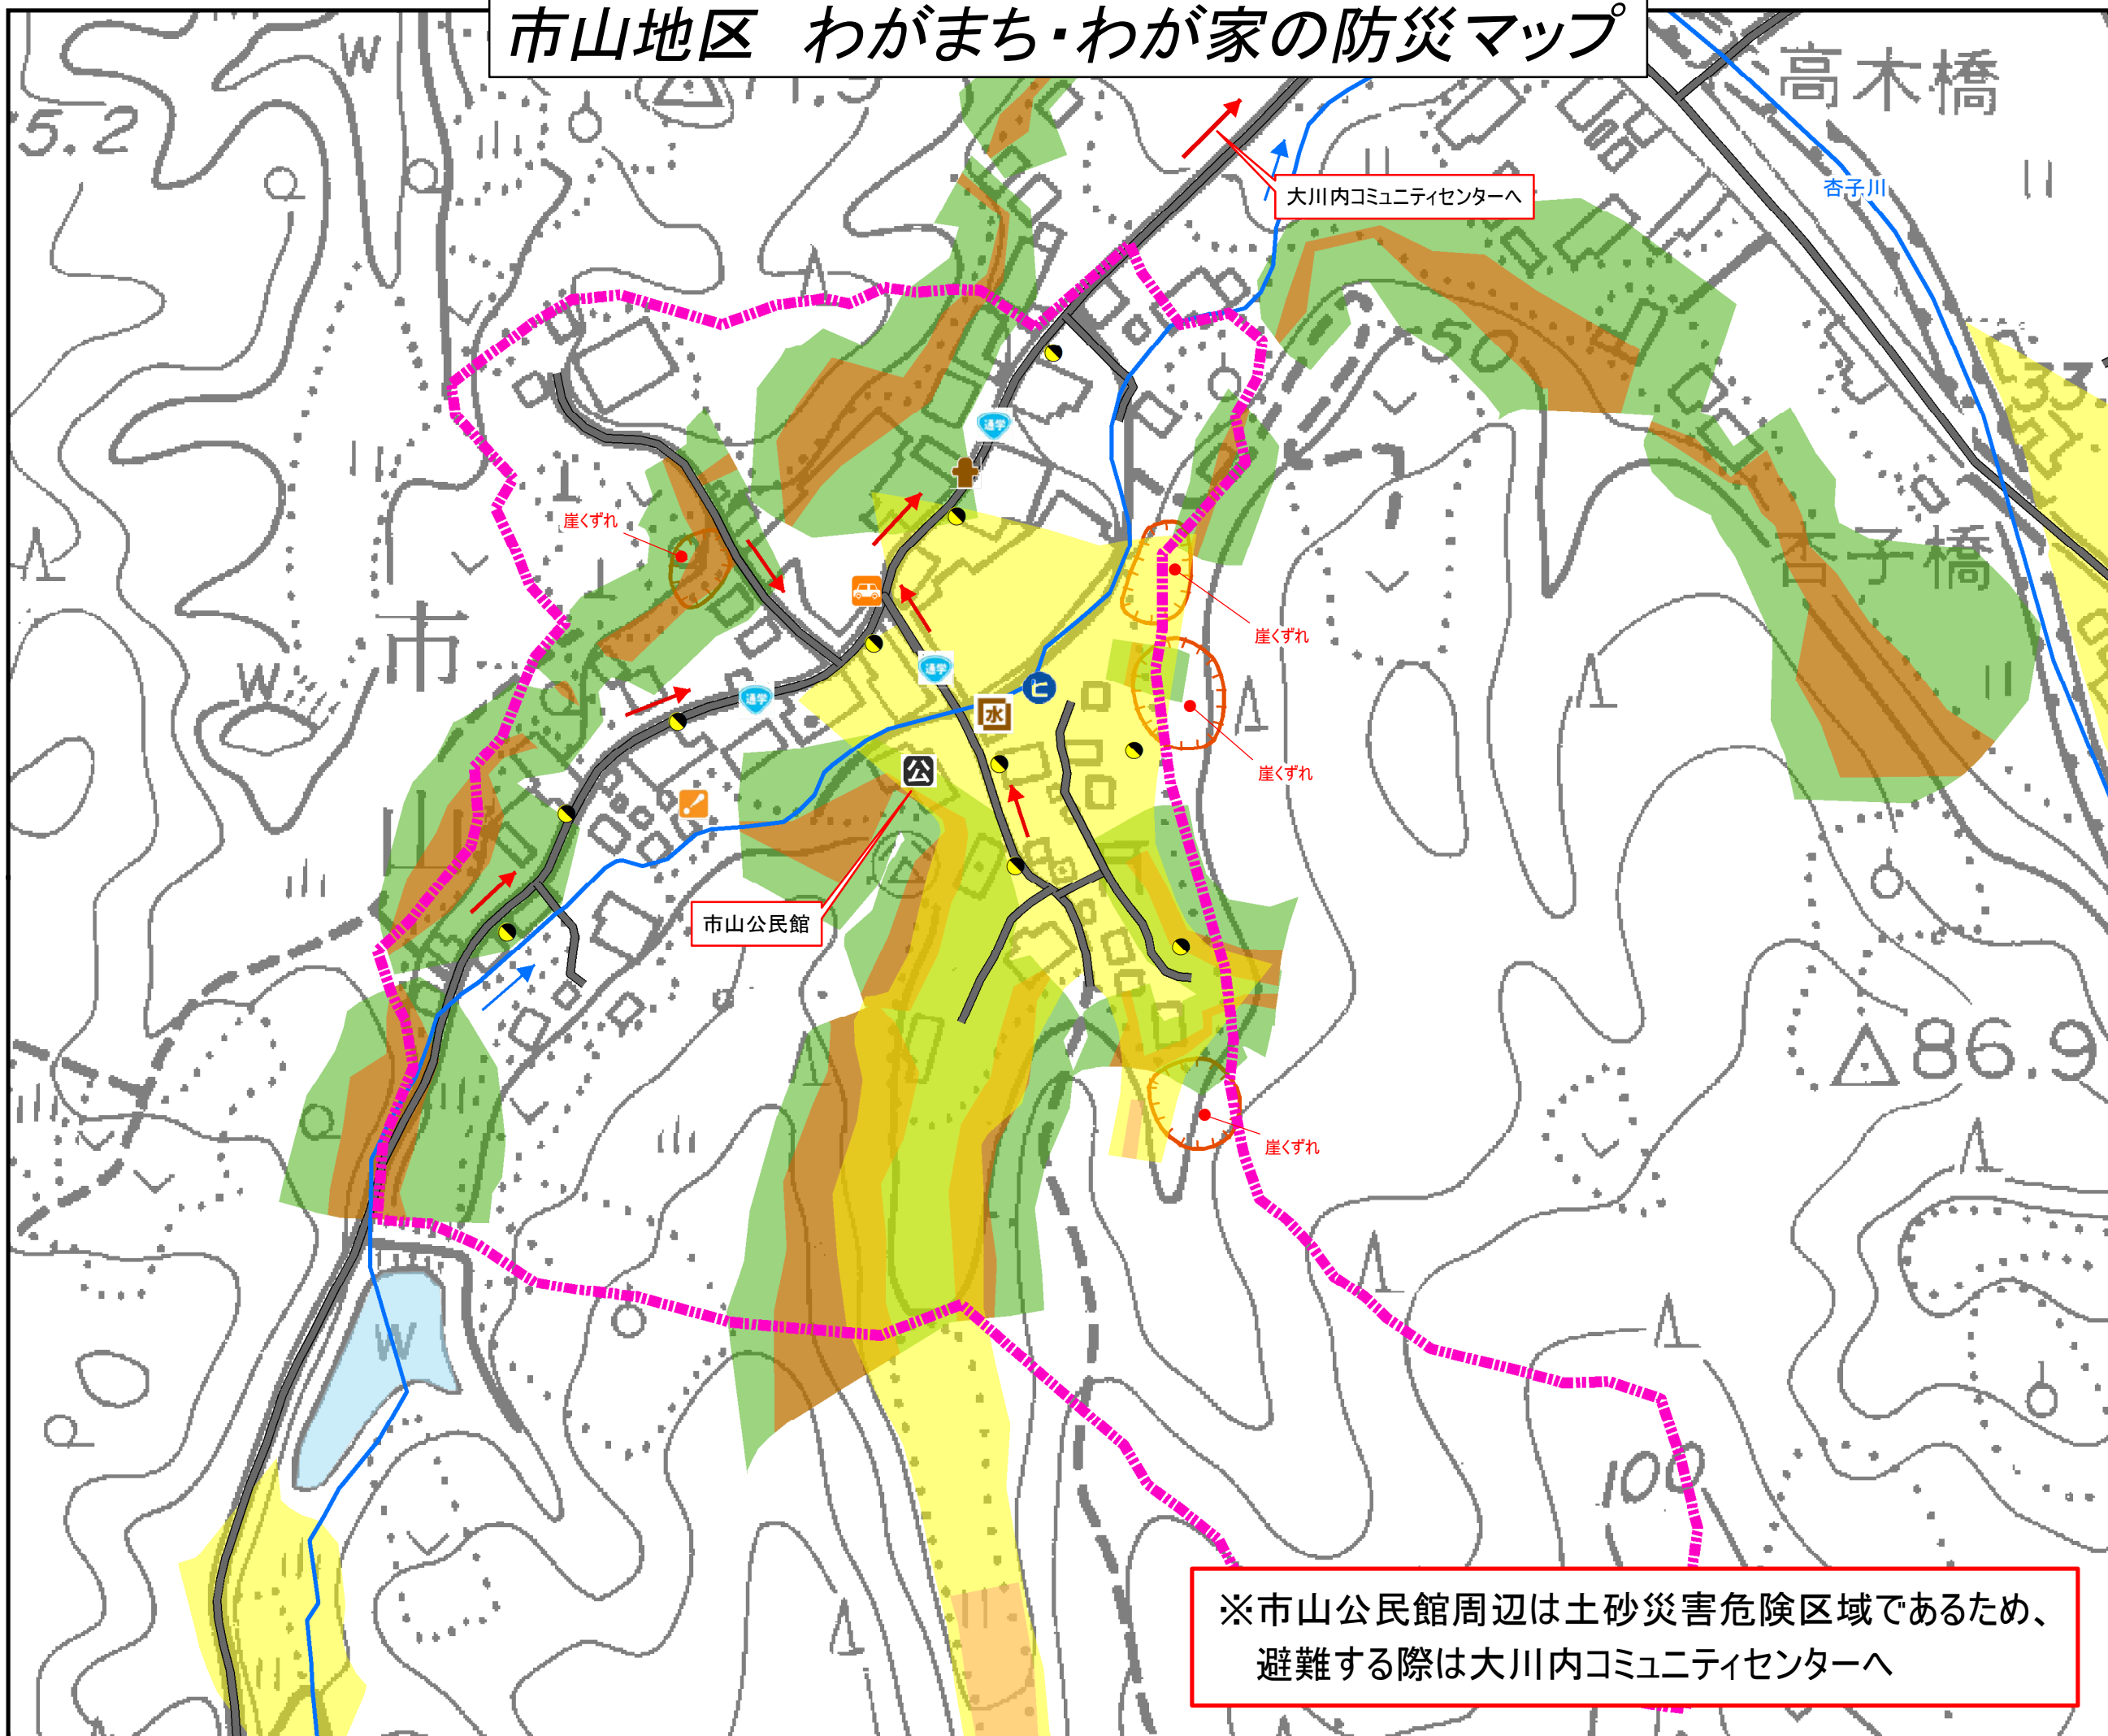 市山地区 わがまち・わが家の防災マップ
高木橋
5.2
杏子川
大川内コミュニティセンターへ
50
33
通学
崖くずれ
杏子橋
市
山
W
通学
通学
水
崖くずれ
崖くずれ
公
市山公民館
86.9
崖くずれ
W
W
100
※市山公民館周辺は土砂災害危険区域であるため、
避難する際は大川内コミュニティセンターへ